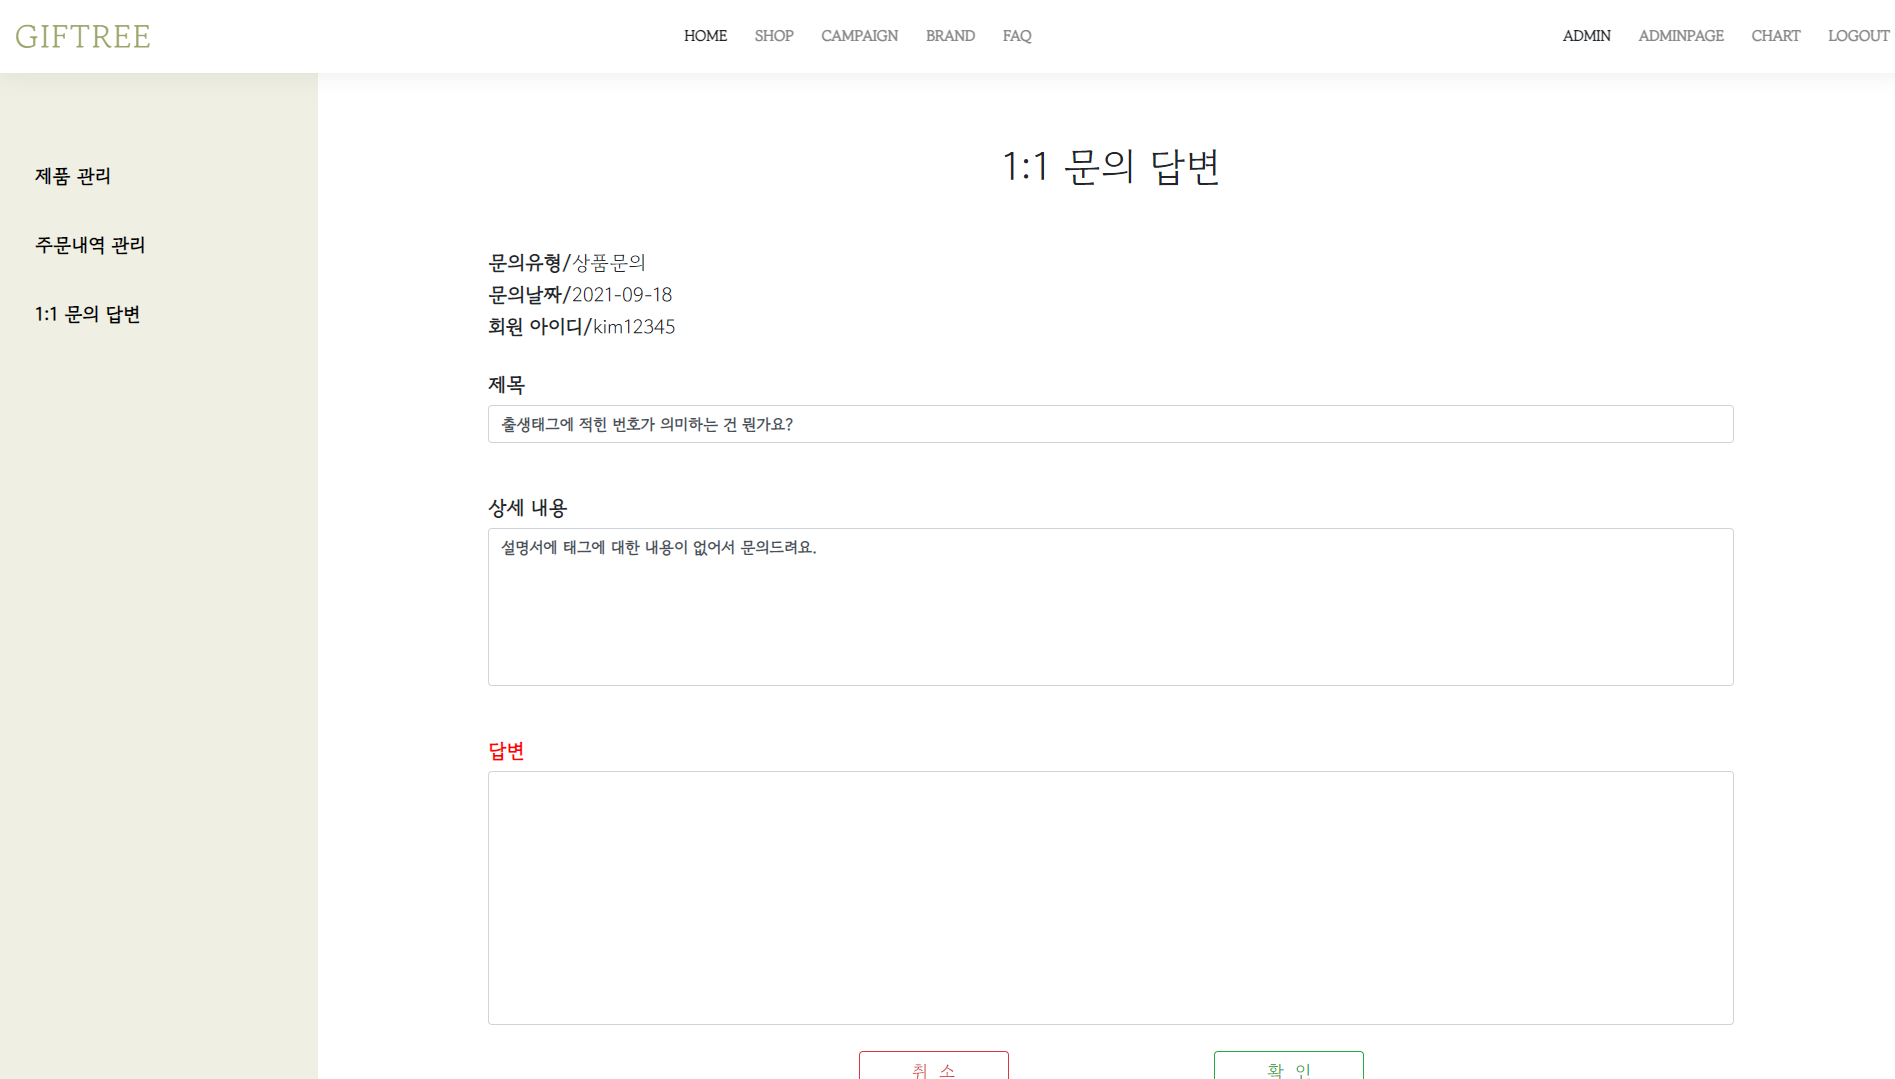 GIFTREE
HOME SHOP CAMPAIGN BRAND FAQ
ADMIN ADMINPAGE CHART LOGOUT
제품 관리
주문내역 관리
1:1 문의 답변
1:1 문의 답변
문의유형/상품문의
문의날짜/2021-09-18
회원 아이디/kim12345
제목
출생태그에 적힌 번호가 의미하는 건 뭔가요?
상세 내용
설명서에 태그에 대한 내용이 없어서 문의드려요.
답변
취 소
확 인